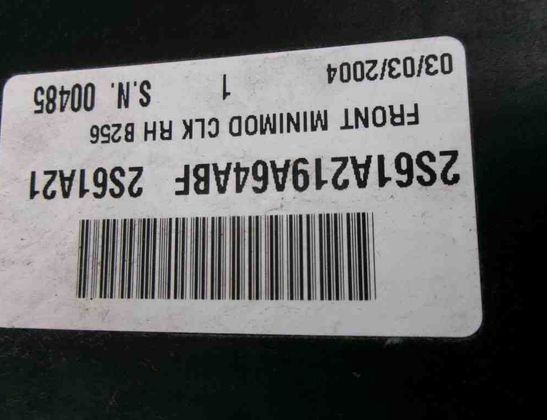 2S61A219A64ABF 2S61A21
FRONT MINIMOD CLK RH B256
03/03/2004 1 S.N. 00485